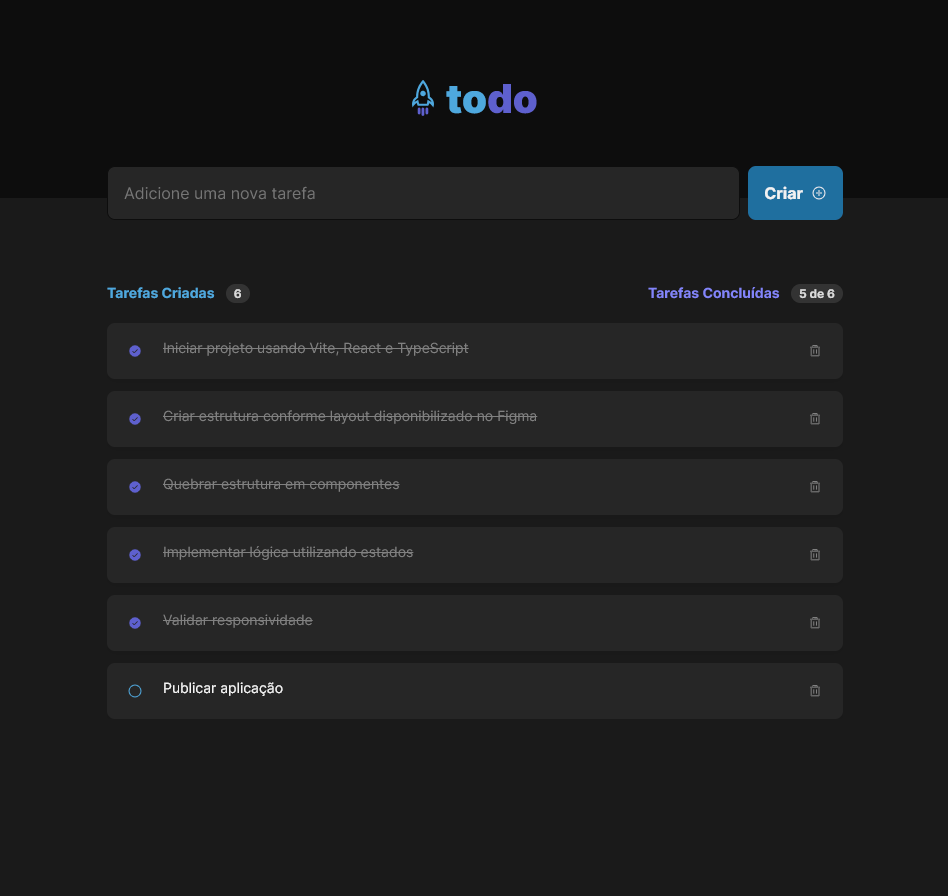 todo
Adicione uma nova tarefa
Criar
Tarefas Criadas 6
Tarefas Concluídas 5 de 6
Iniciar projeto usando Vite, React e TypeScript
Criar estrutura conforme layout disponibilizado no Figma
Quebrar estrutura em componentes
Implementar lógica utilizando estados
Validar responsividade
Publicar aplicação